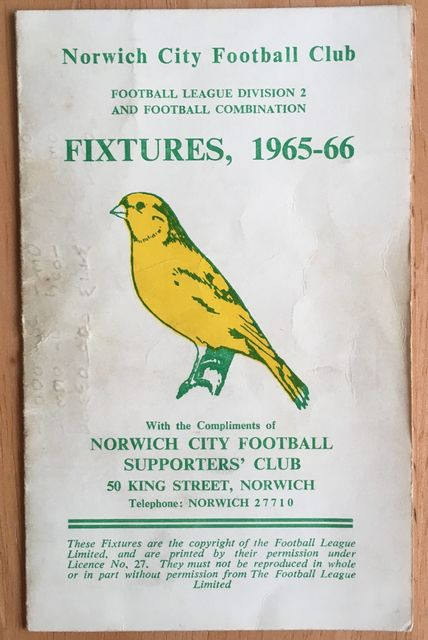 Norwich City Football Club
FOOTBALL LEAGUE DIVISION 2
AND FOOTBALL COMBINATION
FIXTURES, 1965-66
With the Compliments of
NORWICH CITY FOOTBALL
SUPPORTERS' CLUB
50 KING STREET, NORWICH
Telephone: NORWICH 27710
These Fixtures are the copyright of the Football League
Limited, and are printed by their permission under
Licence No. 27. They must not be reproduced in whole
or in part without permission from The Football League
Limited